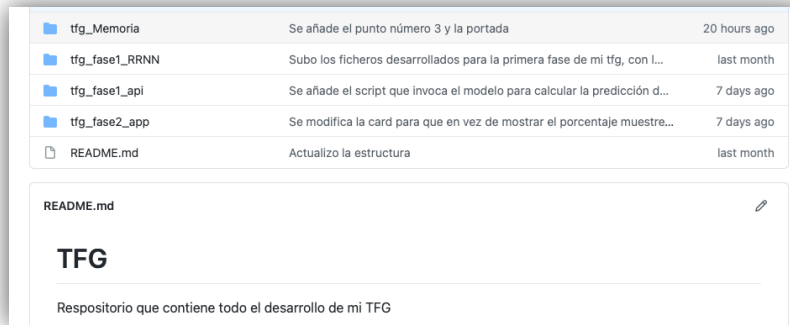 tfg_Memoria Se añade el punto número 3 y la portada 20 hours ago
tfg_fase1_RRNN Subo los ficheros desarrollados para la primera fase de mi tfg, con l... last month
tfg_fase1_api Se añade el script que invoca el modelo para calcular la predicción d... 7 days ago
tfg_fase2_app Se modifica la card para que en vez de mostrar el porcentaje muestre... 7 days ago
README.md Actualizo la estructura last month
README.md
TFG
Respositorio que contiene todo el desarrollo de mi TFG